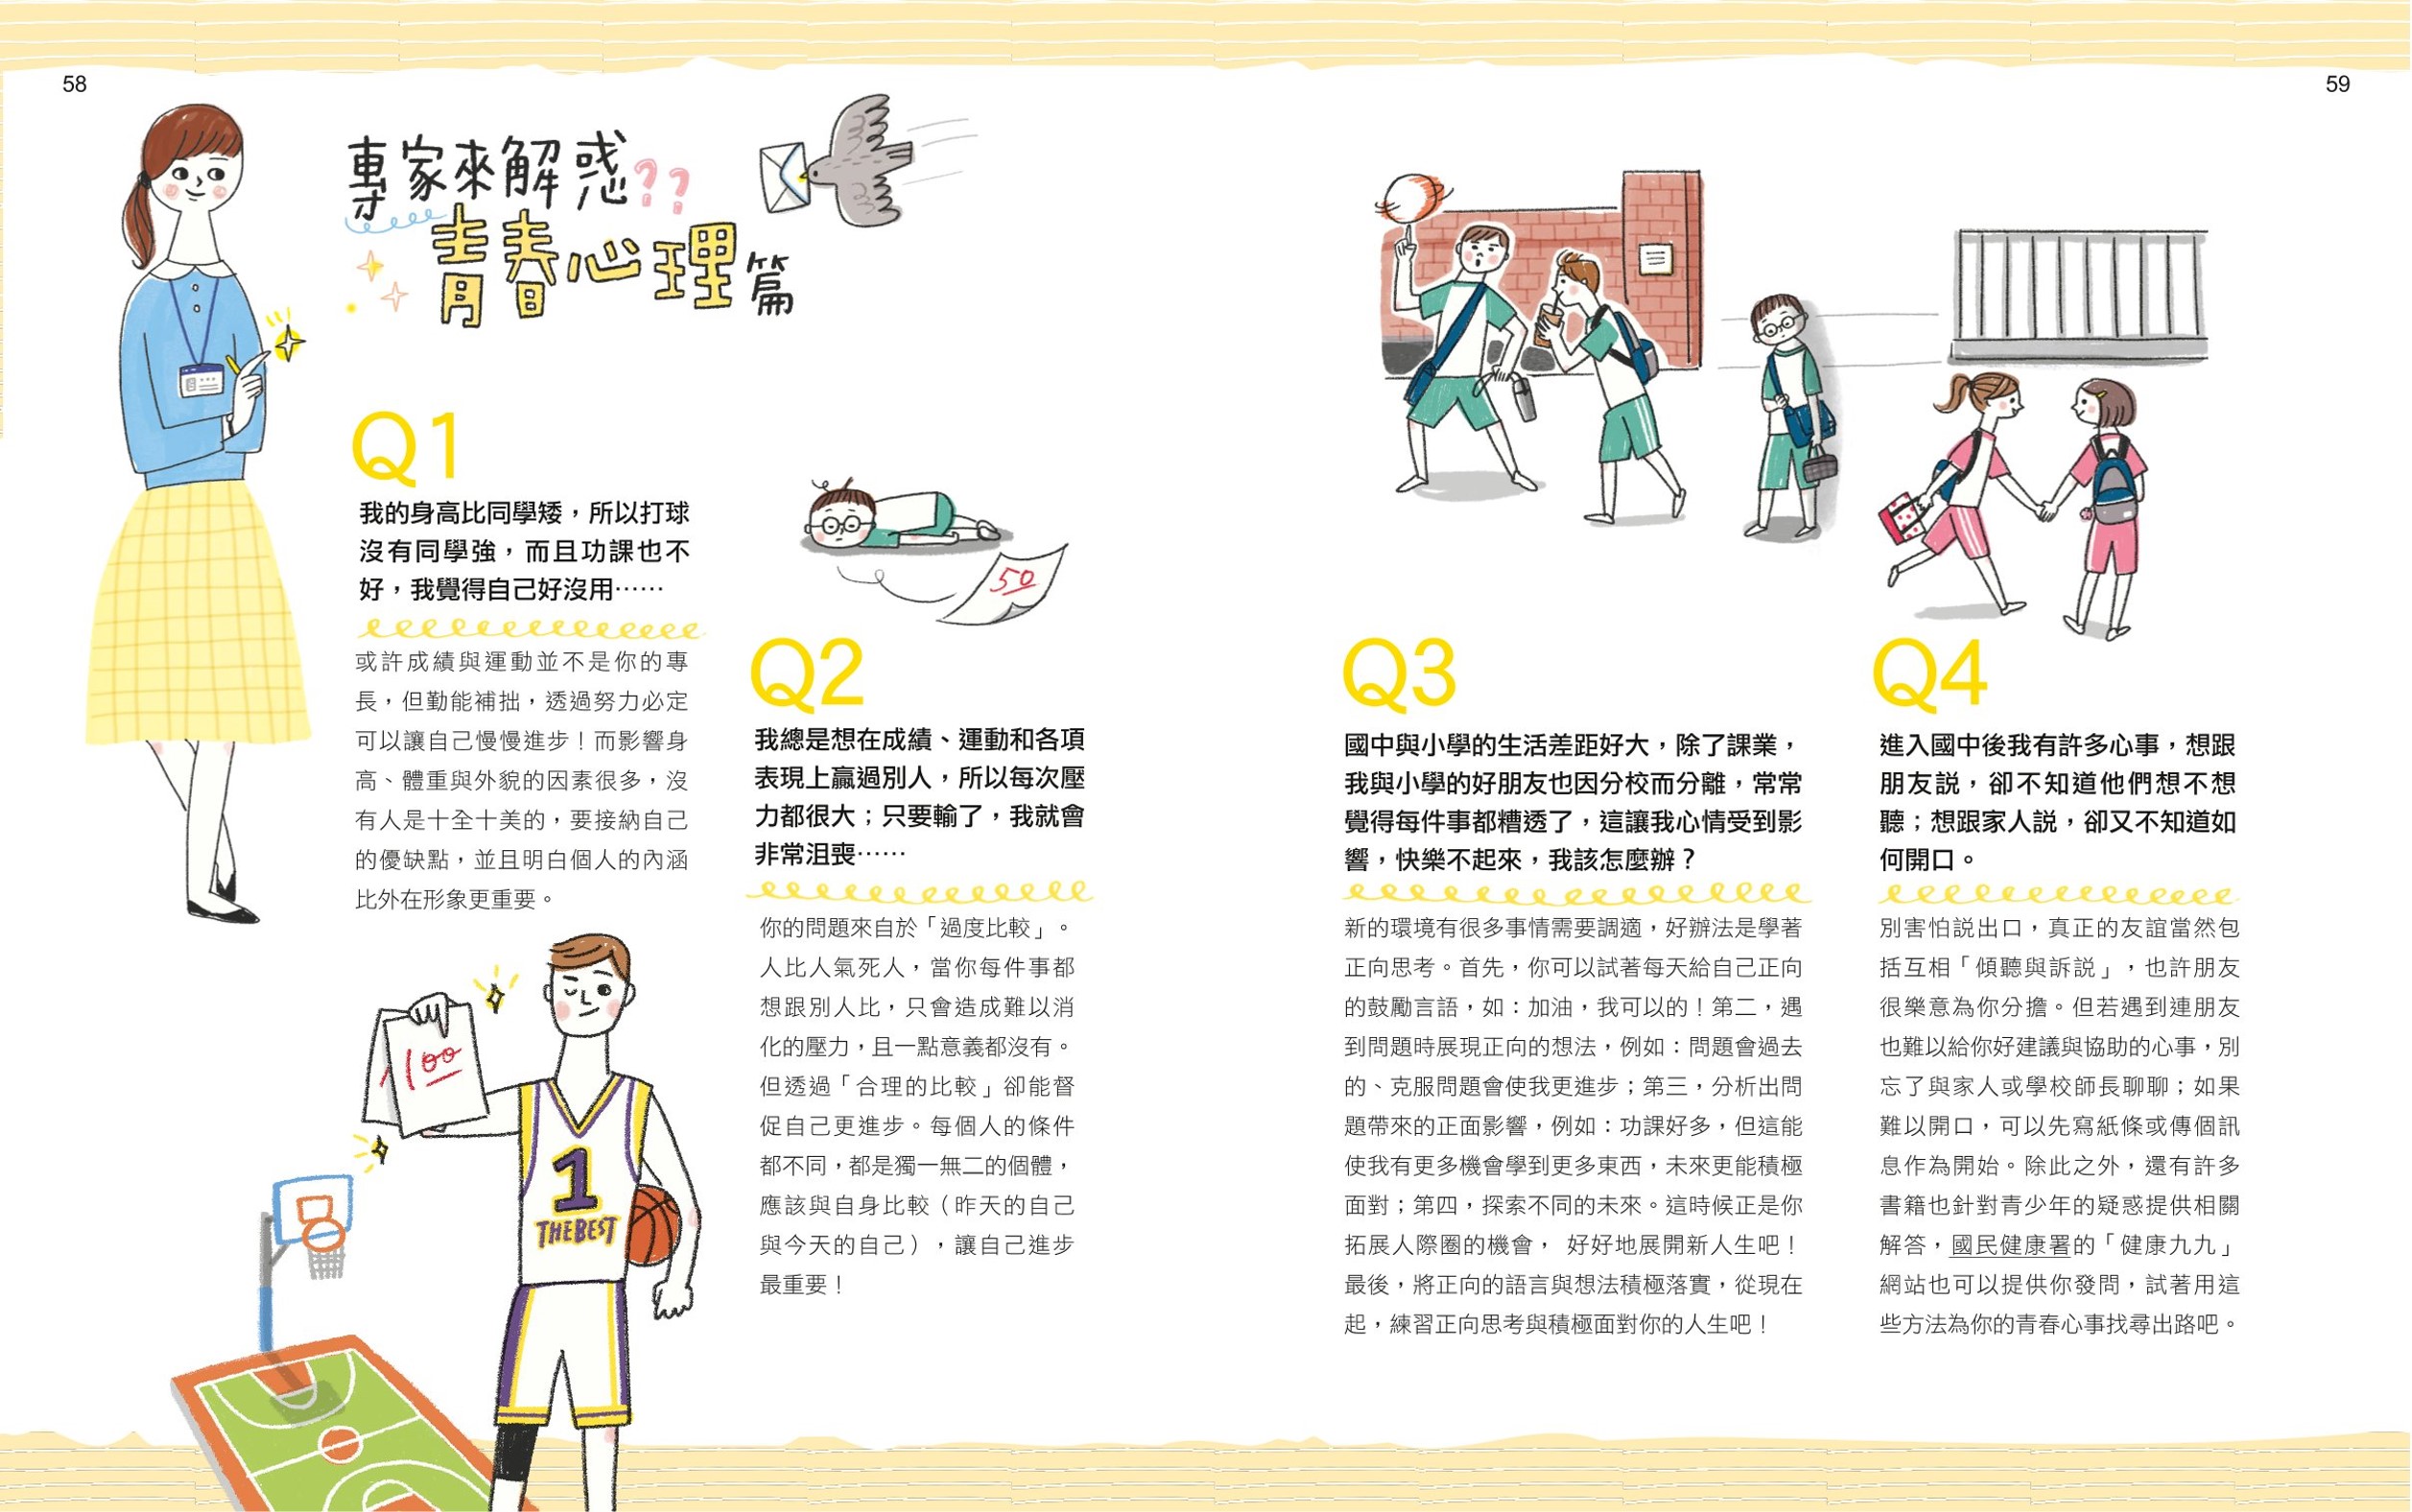 58
專家來解惑??
青春心理篇
Q1
我的身高比同學矮，所以打球
沒有同學強，而且功課也不
好，我覺得自己好沒用……
或許成績與運動並不是你的專
長，但勤能補拙，透過努力必定
可以讓自己慢慢進步！而影響身
高、體重與外貌的因素很多，沒
有人是十全十美的，要接納自己
的優缺點，並且明白個人的內涵
比外在形象更重要。
100
1
THE BEST
50
Q2
我總是想在成績、運動和各項
表現上贏過別人，所以每次壓
力都很大；只要輸了，我就會
非常沮喪……
你的問題來自於「過度比較」。
人比人氣死人，當你每件事都
想跟別人比，只會造成難以消
化的壓力，且一點意義都沒有。
但透過「合理的比較」卻能督
促自己更進步。每個人的條件
都不同，都是獨一無二的個體，
應該與自身比較（昨天的自己
與今天的自己），讓自己進步
最重要！
59
Q3
國中與小學的生活差距好大，除了課業，
我與小學的好朋友也因分校而分離，常常
覺得每件事都糟透了，這讓我心情受到影
響，快樂不起來，我該怎麼辦？
新的環境有很多事情需要調適，好辦法是學著
正向思考。首先，你可以試著每天給自己正向
的鼓勵言語，如：加油，我可以的！第二，遇
到問題時展現正向的想法，例如：問題會過去
的、克服問題會使我更進步；第三，分析出問
題帶來的正面影響，例如：功課好多，但這能
使我有更多機會學到更多東西，未來更能積極
面對；第四，探索不同的未來。這時候正是你
拓展人際圈的機會， 好好地展開新人生吧！
最後，將正向的語言與想法積極落實，從現在
起，練習正向思考與積極面對你的人生吧！
Q4
進入國中後我有許多心事，想跟
朋友說，卻不知道他們想不想
聽；想跟家人說，卻又不知道如
何開口。
別害怕說出口，真正的友誼當然包
括互相「傾聽與訴說」，也許朋友
很樂意為你分擔。但若遇到連朋友
也難以給你好建議與協助的心事，別
忘了與家人或學校師長聊聊；如果
難以開口，可以先寫紙條或傳個訊
息作為開始。除此之外，還有許多
書籍也針對青少年的疑惑提供相關
解答，國民健康署的「健康九九」
網站也可以提供你發問，試著用這
些方法為你的青春心事找尋出路吧。